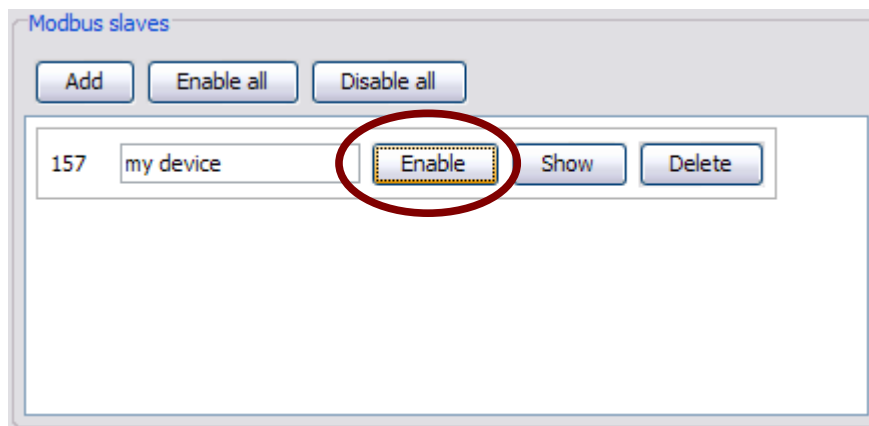 Modbus slaves
Add Enable all Disable all
157 my device Enable Show Delete